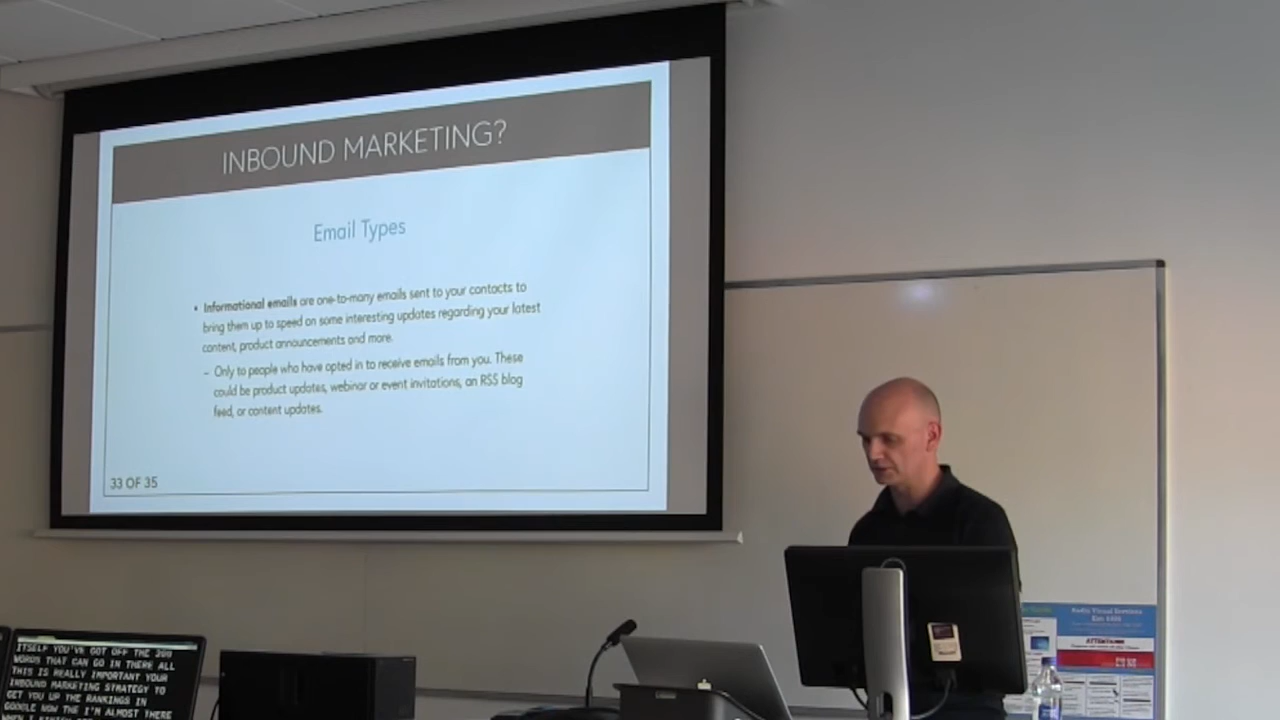 INBOUND MARKETING?
Email Types
• Informational emails are one-to-many emails sent to your contacts to
bring them up to speed on some interesting updates regarding your latest
content, product announcements and more.
– Only to people who have opted in to receive emails from you. These
could be product updates, webinar or event invitations, an RSS blog
feed, or content updates.
33 OF 35
ITSELF YOU'VE GOT OFF THE 300
WORDS THAT CAN GO IN THERE ALL
THIS IS REALLY IMPORTANT YOUR
INBOUND MARKETING STRATEGY TO
GET YOU UP THE RANKINGS IN
GOOGLE NOW THE I'M ALMOST THERE
Audio Visual Services
ATTENTION